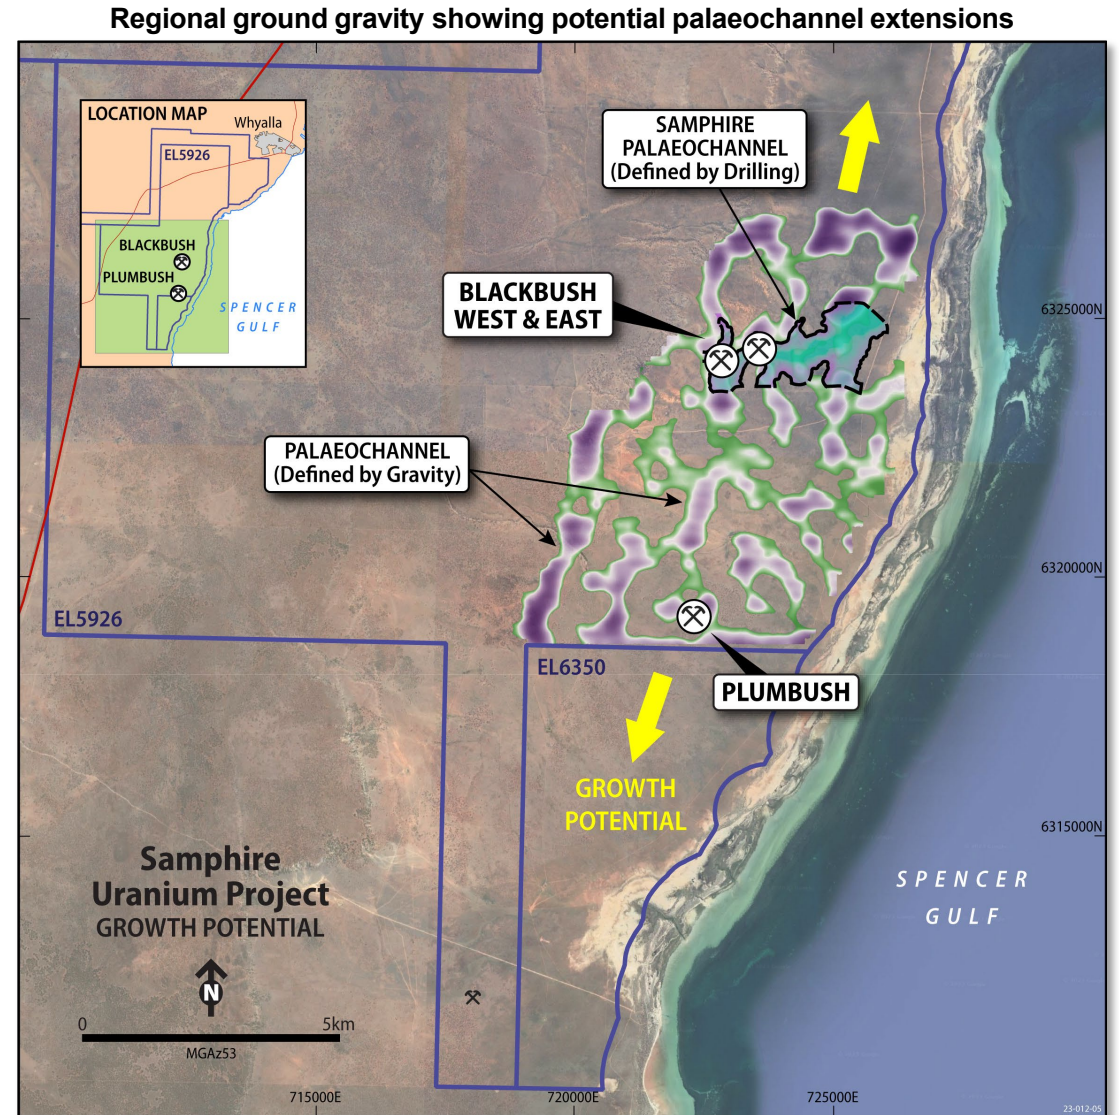 Regional ground gravity showing potential palaeochannel extensions
LOCATION MAP
Whyalla
EL5926
BLACKBUSH
PLUMBUSH
SPENCER
GULF
SAMPHIRE
PALAEOCHANNEL
(Defined by Drilling)
BLACKBUSH
WEST & EAST
6325000N
PALAEOCHANNEL
(Defined by Gravity)
6320000N
EL5926
EL6350
PLUMBUSH
GROWTH
POTENTIAL
6315000N
Samphire
Uranium Project
GROWTH POTENTIAL
SPENCER
GULF
N
0
5km
MGAz53
715000E
720000E
725000E
23-012-05